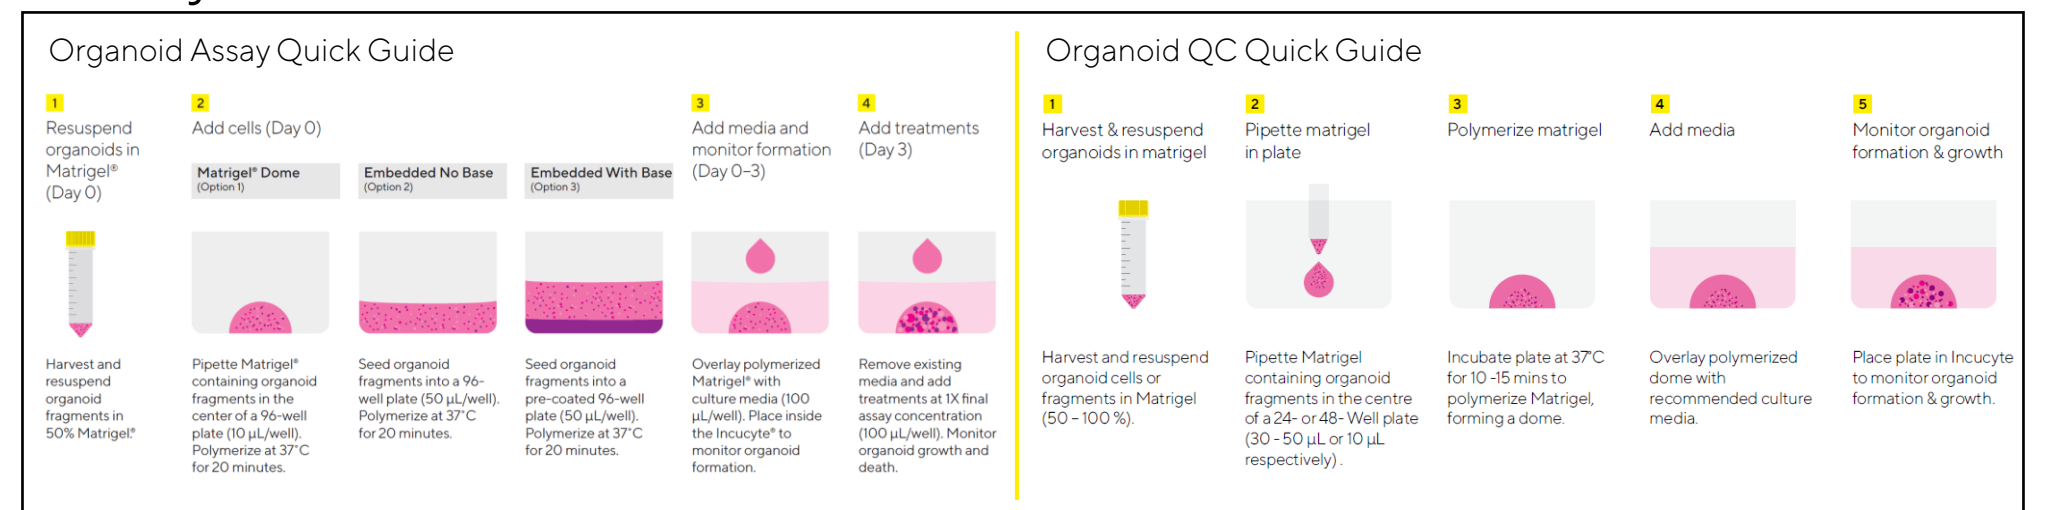 Organoid Assay Quick Guide
1
Resuspend
organoids in
Matrigel®
(Day 0)
Harvest and
resuspend
organoid
fragments in
50% Matrigel®.
2
Add cells (Day 0)
Matrigel® Dome
(Option 1)
Pipette Matrigel®
containing organoid
fragments in the
center of a 96-well
plate (10 µL/well).
Polymerize at 37°C
for 20 minutes.
Embedded No Base
(Option 2)
Seed organoid
fragments into a 96-
well plate (50 µL/well).
Polymerize at 37°C
for 20 minutes.
Embedded With Base
(Option 3)
Seed organoid
fragments into a
pre-coated 96-well
plate (50 µL/well).
Polymerize at 37°C
for 20 minutes.
3
Add media and
monitor formation
(Day 0–3)
Overlay polymerized
Matrigel® with
culture media (100
µL/well). Place inside
the Incucyte® to
monitor organoid
formation.
4
Add treatments
(Day 3)
Remove existing
media and add
treatments at 1X final
assay concentration
(100 µL/well). Monitor
organoid growth and
death.
Organoid QC Quick Guide
1
Harvest & resuspend
organoids in matrigel
Harvest and resuspend
organoid cells or
fragments in Matrigel
(50 – 100 %).
2
Pipette matrigel
in plate
Pipette Matrigel
containing organoid
fragments in the centre
of a 24- or 48- Well plate
(30 - 50 µL or 10 µL
respectively) .
3
Polymerize matrigel
Incubate plate at 37°C
for 10 -15 mins to
polymerize Matrigel,
forming a dome.
4
Add media
Overlay polymerized
dome with
recommended culture
media.
5
Monitor organoid
formation & growth
Place plate in Incucyte
to monitor organoid
formation & growth.